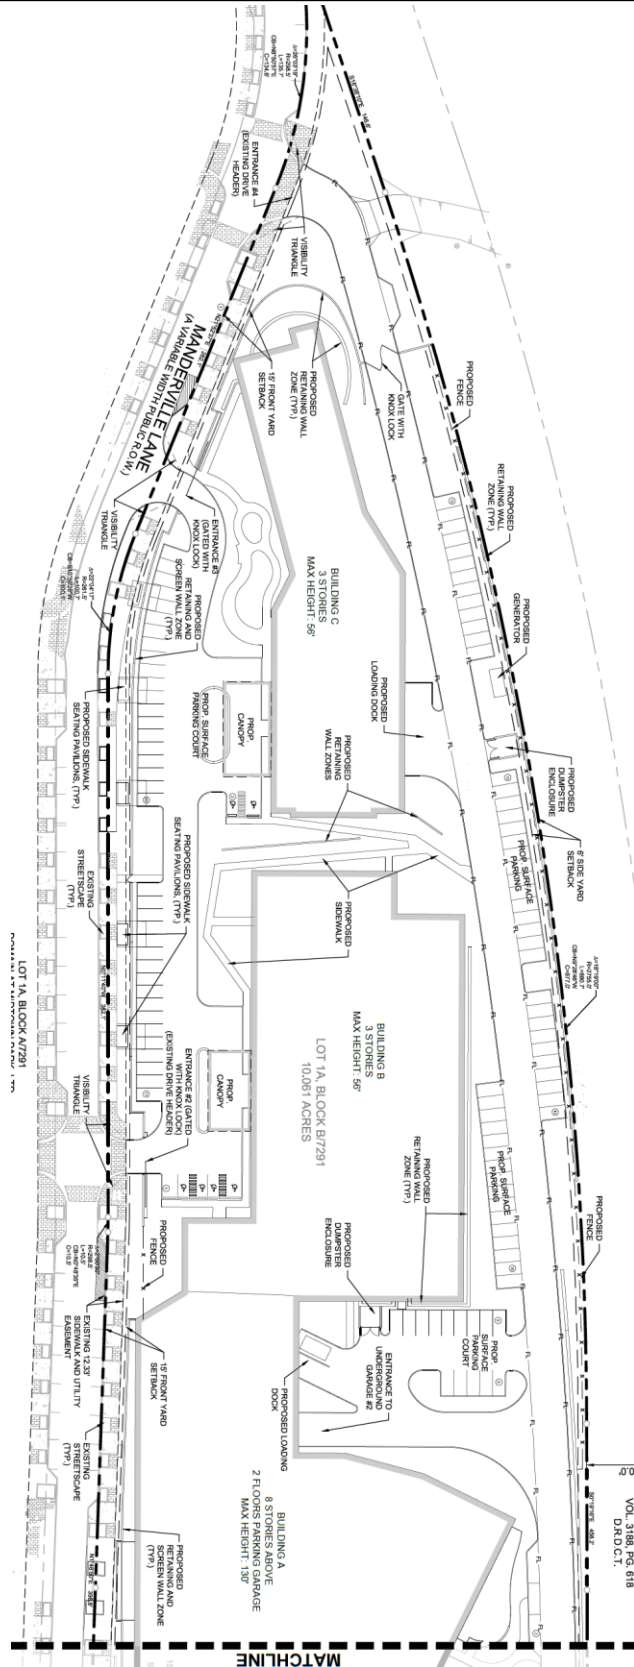 ENTRANCE #4
(EXISTING DRIVE
HEADER)
VISIBILITY
TRIANGLE
MANDERVILLE LANE
(A VARIABLE WIDTH PUBLIC R.O.W.)
15' FRONT YARD
SETBACK
PROPOSED
RETAINING WALL
ZONE (TYP.)
GATE WITH
KNOX LOCK
PROPOSED
FENCE
PROPOSED
RETAINING WALL
ZONE (TYP.)
PROPOSED
GENERATOR
VISIBILITY
TRIANGLE
ENTRANCE #3
(GATED WITH
KNOX LOCK)
PROPOSED
RETAINING AND
SCREEN WALL ZONE
(TYP.)
BUILDING C
3 STORIES
MAX HEIGHT: 56'
PROPOSED
LOADING DOCK
PROPOSED
DUMPSTER
ENCLOSURE
6' SIDE YARD
SETBACK
PROPOSED SIDEWALK
SEATING PAVILIONS, (TYP.)
PROP. SURFACE
PARKING COURT
PROP.
CANOPY
PROPOSED
RETAINING
WALL ZONES
PROP. SURFACE
PARKING
EXISTING
STREETSCAPE
(TYP.)
PROPOSED SIDEWALK
SEATING PAVILIONS, (TYP.)
PROPOSED
SIDEWALK
LOT 1A, BLOCK A/7291
VISIBILITY
TRIANGLE
ENTRANCE #2 (GATED
WITH KNOX LOCK)
(EXISTING DRIVE HEADER)
PROP.
CANOPY
BUILDING B
3 STORIES
MAX HEIGHT: 56'
LOT 1A, BLOCK B/7291
10.061 ACRES
PROPOSED
RETAINING WALL
ZONE (TYP.)
PROP. SURFACE
PARKING
PROPOSED
FENCE
PROPOSED
FENCE
PROPOSED
DUMPSTER
ENCLOSURE
PROP.
SURFACE
PARKING
COURT
EXISTING 12.33'
SIDEWALK AND UTILITY
EASEMENT
15' FRONT YARD
SETBACK
ENTRANCE TO
UNDERGROUND
GARAGE #2
PROPOSED LOADING
DOCK
EXISTING
STREETSCAPE
(TYP.)
BUILDING A
8 STORIES ABOVE
2 FLOORS PARKING GARAGE
MAX HEIGHT: 130'
PROPOSED
RETAINING AND
SCREEN WALL ZONE
(TYP.)
VOL. 3188, PG. 618
D.R.D.C.T.
MATCHLINE